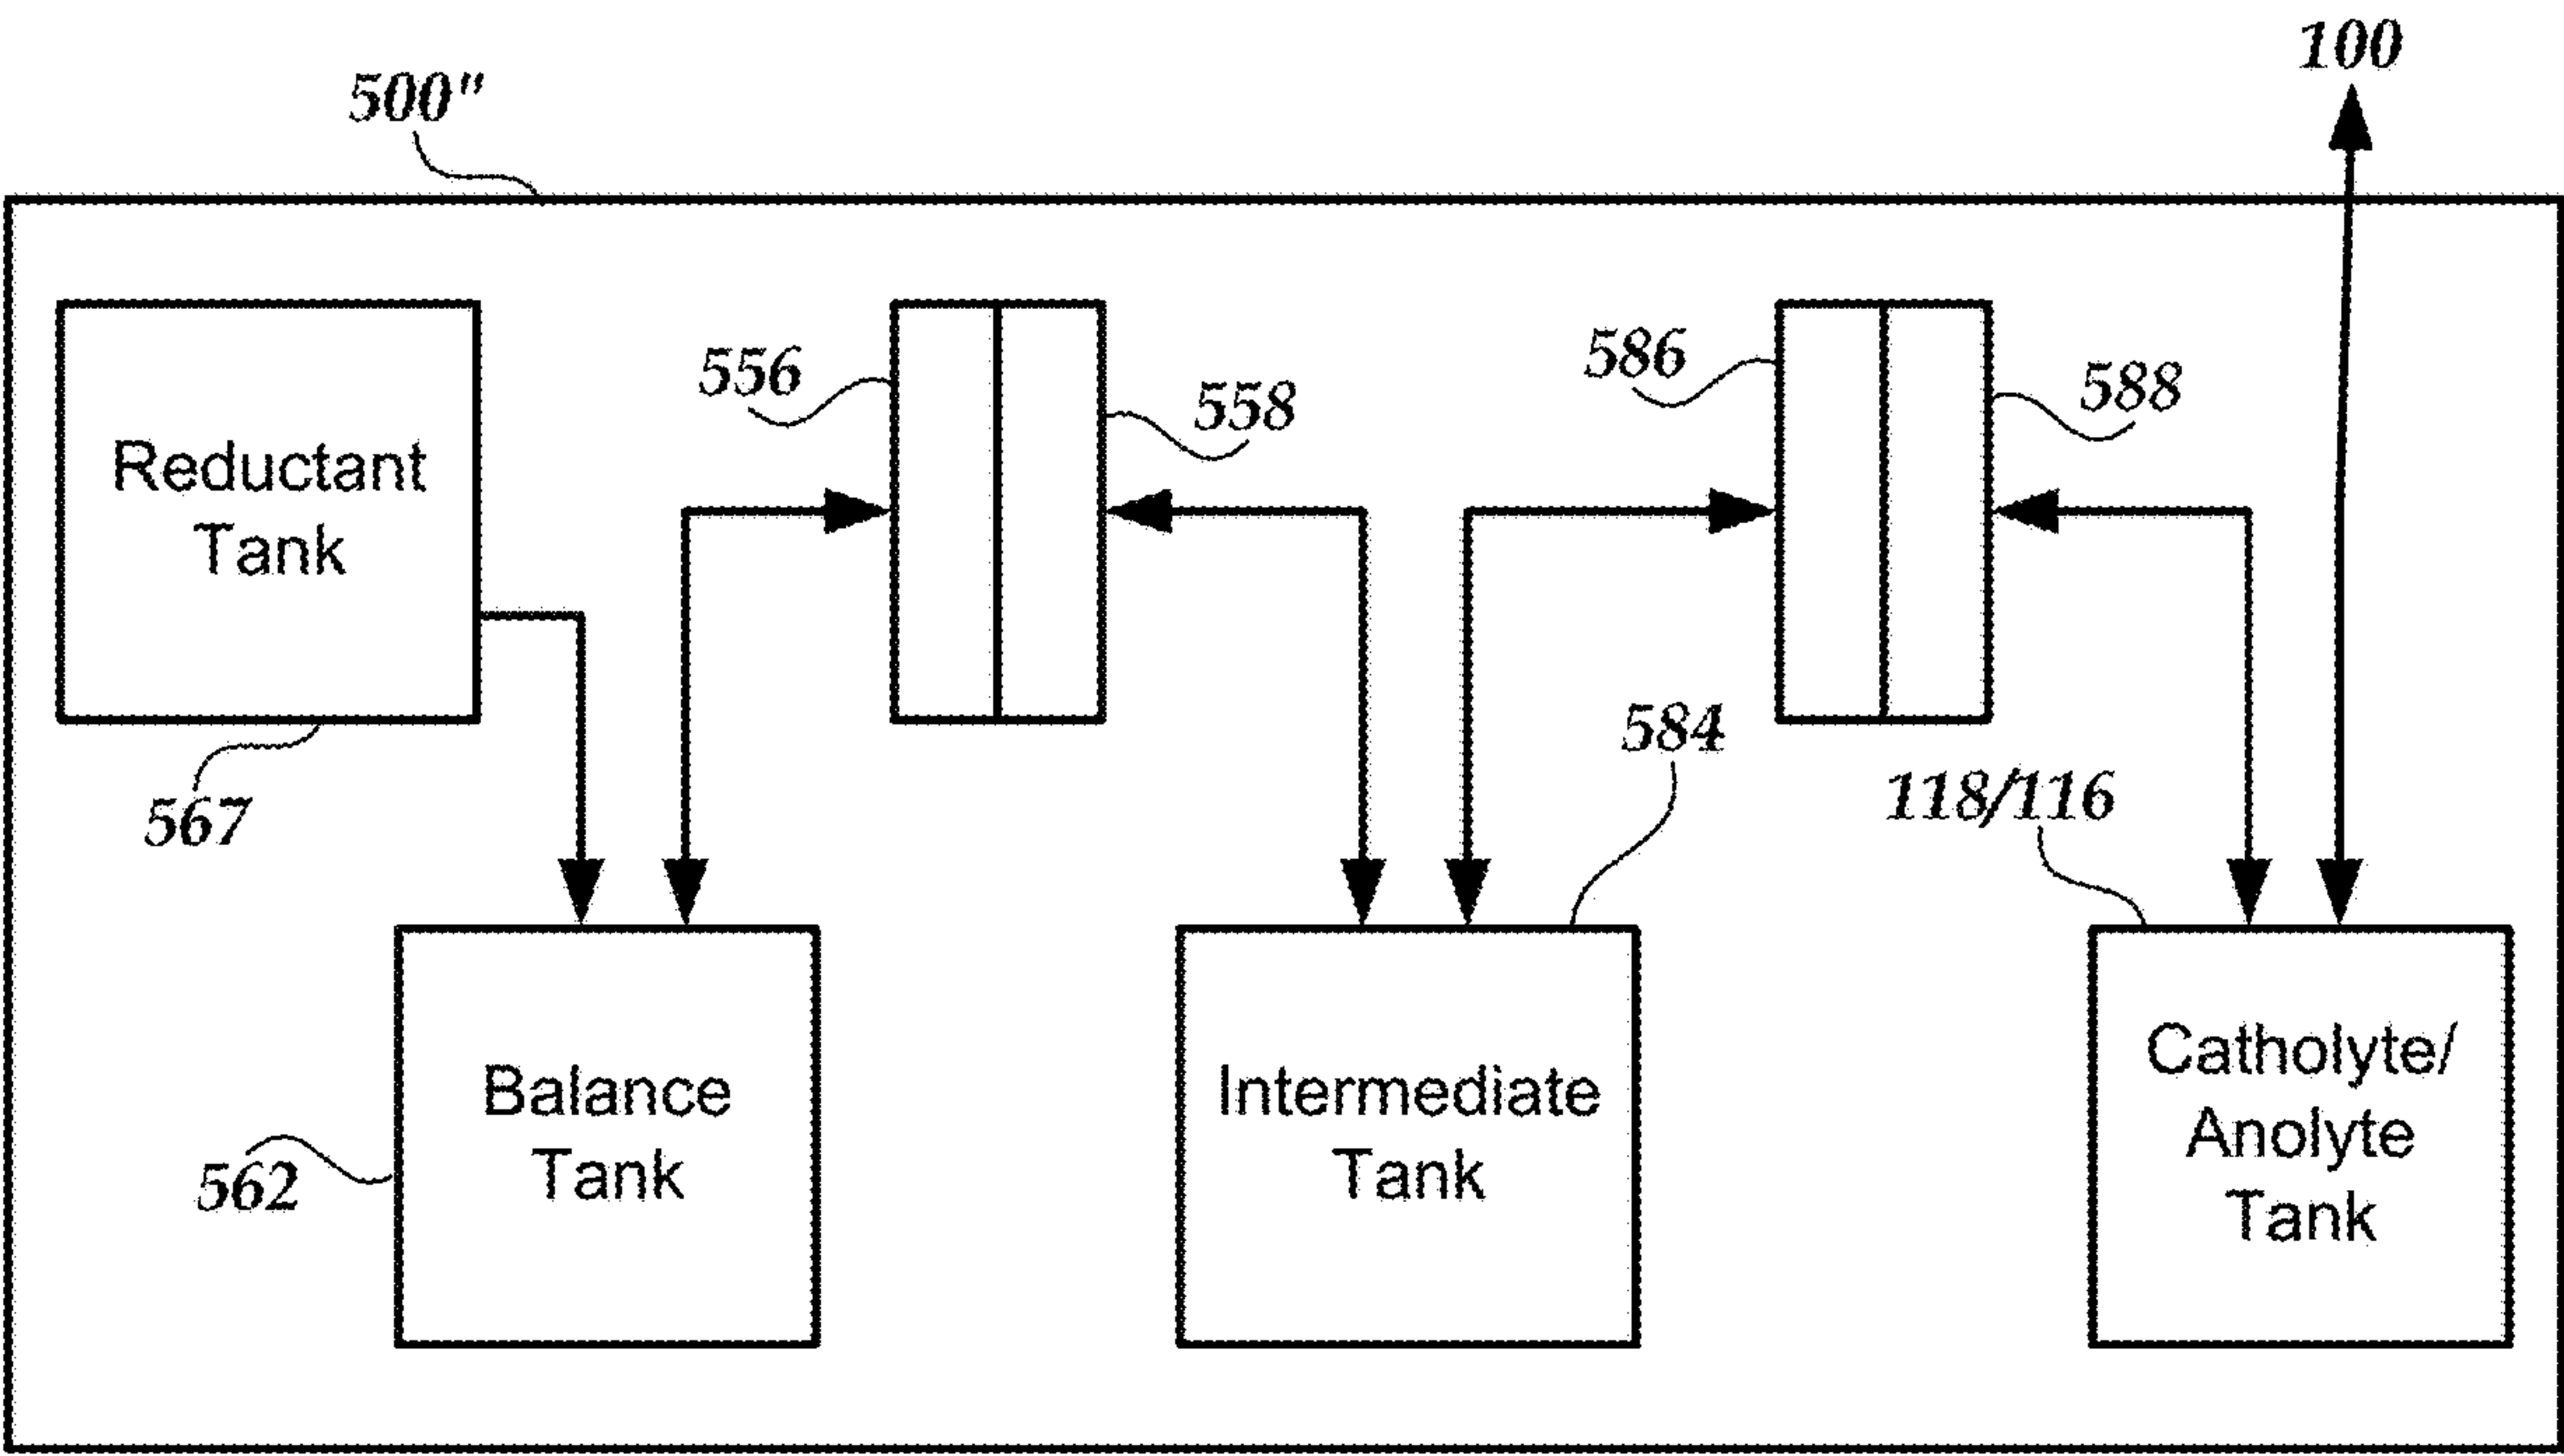 100
500"
556
558
586
588
Reductant
Tank
567
584
118/116
Balance
Tank
562
Intermediate
Tank
Catholyte/
Anolyte
Tank